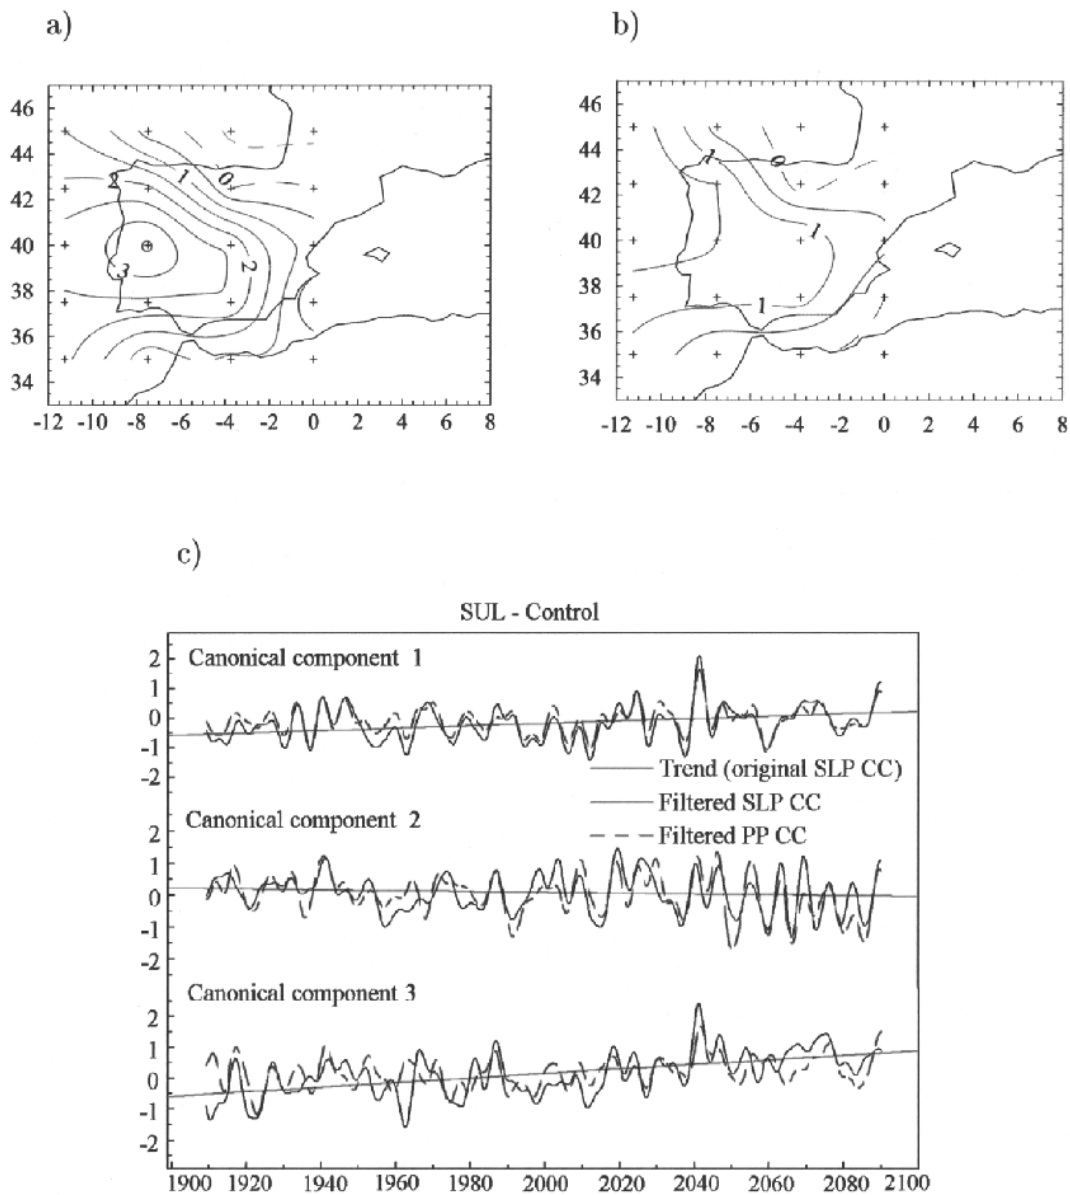 a) b)
46 46
44 44
42 42
40 40
38 38
36 36
34 34
1 0 3 2
1 0 1 1
-12 -10 -8 -6 -4 -2 0 2 4 6 8
-12 -10 -8 -6 -4 -2 0 2 4 6 8
c)
SUL - Control
Canonical component 1
2
1
0
-1
-2
Trend (original SLP CC)
Filtered SLP CC
Filtered PP CC
Canonical component 2
2
1
0
-1
-2
Canonical component 3
2
1
0
-1
-2
1900 1920 1940 1960 1980 2000 2020 2040 2060 2080 2100